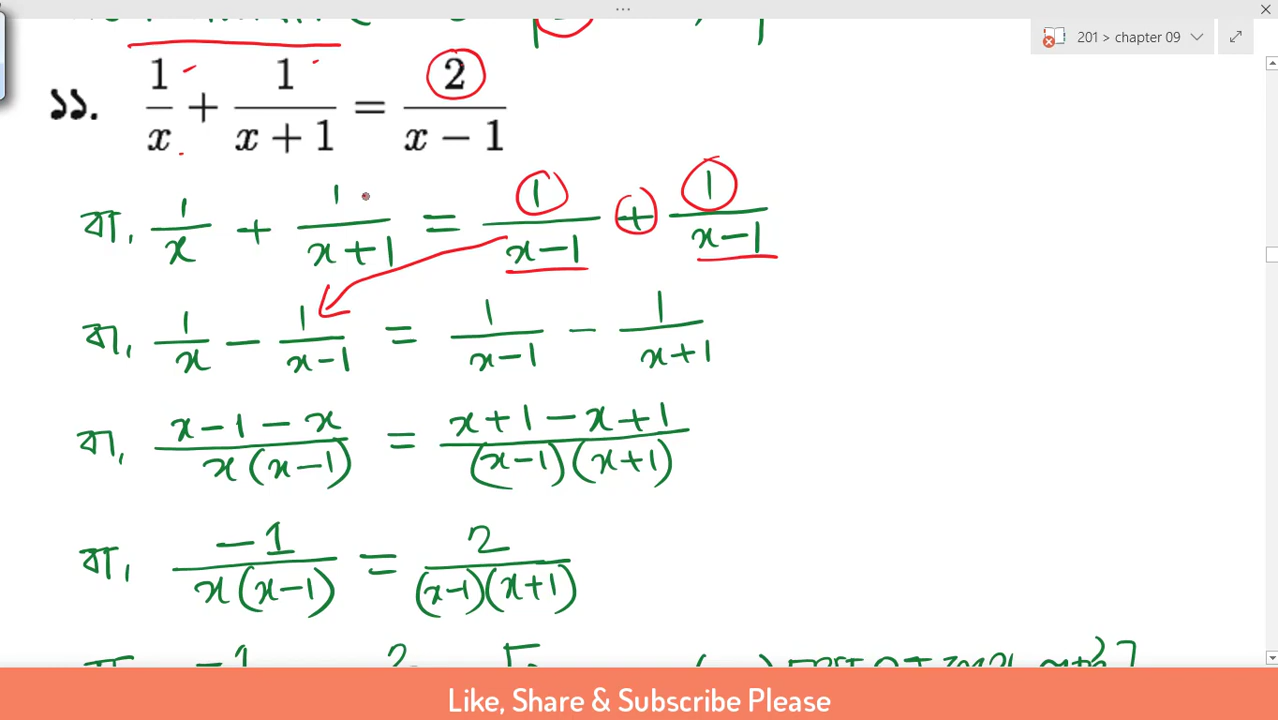 201 > chapter 09
১১. 1/x + 1/(x + 1) = 2/(x − 1)
বা, 1/x + 1/(x+1) = 1/(x−1) + 1/(x−1)
বা, 1/x − 1/(x−1) = 1/(x−1) − 1/(x+1)
বা, (x−1−x)/(x(x−1)) = (x+1−x+1)/((x−1)(x+1))
বা, −1/(x(x−1)) = 2/((x−1)(x+1))
Like, Share & Subscribe Please